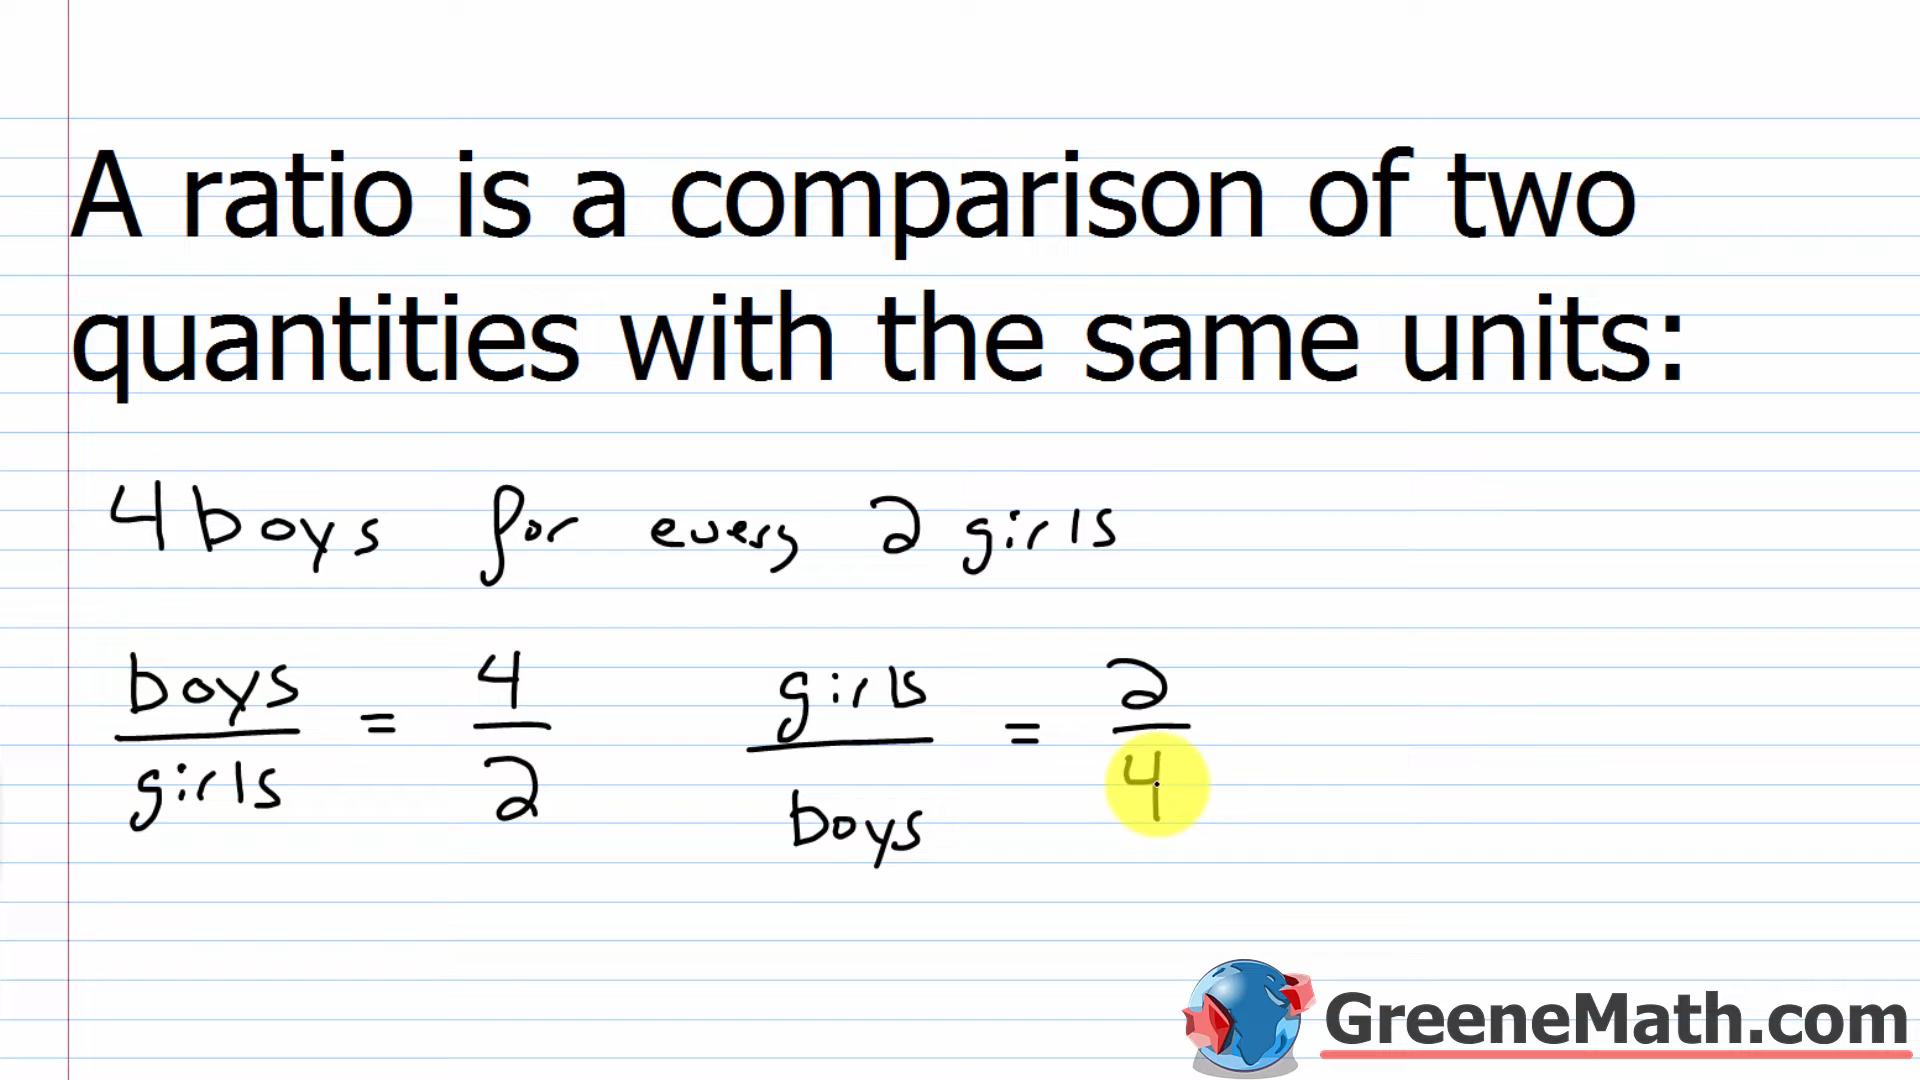 A ratio is a comparison of two
quantities with the same units:
4 boys for every 2 girls
boys/girls = 4/2 girls/boys = 2/4
GreeneMath.com